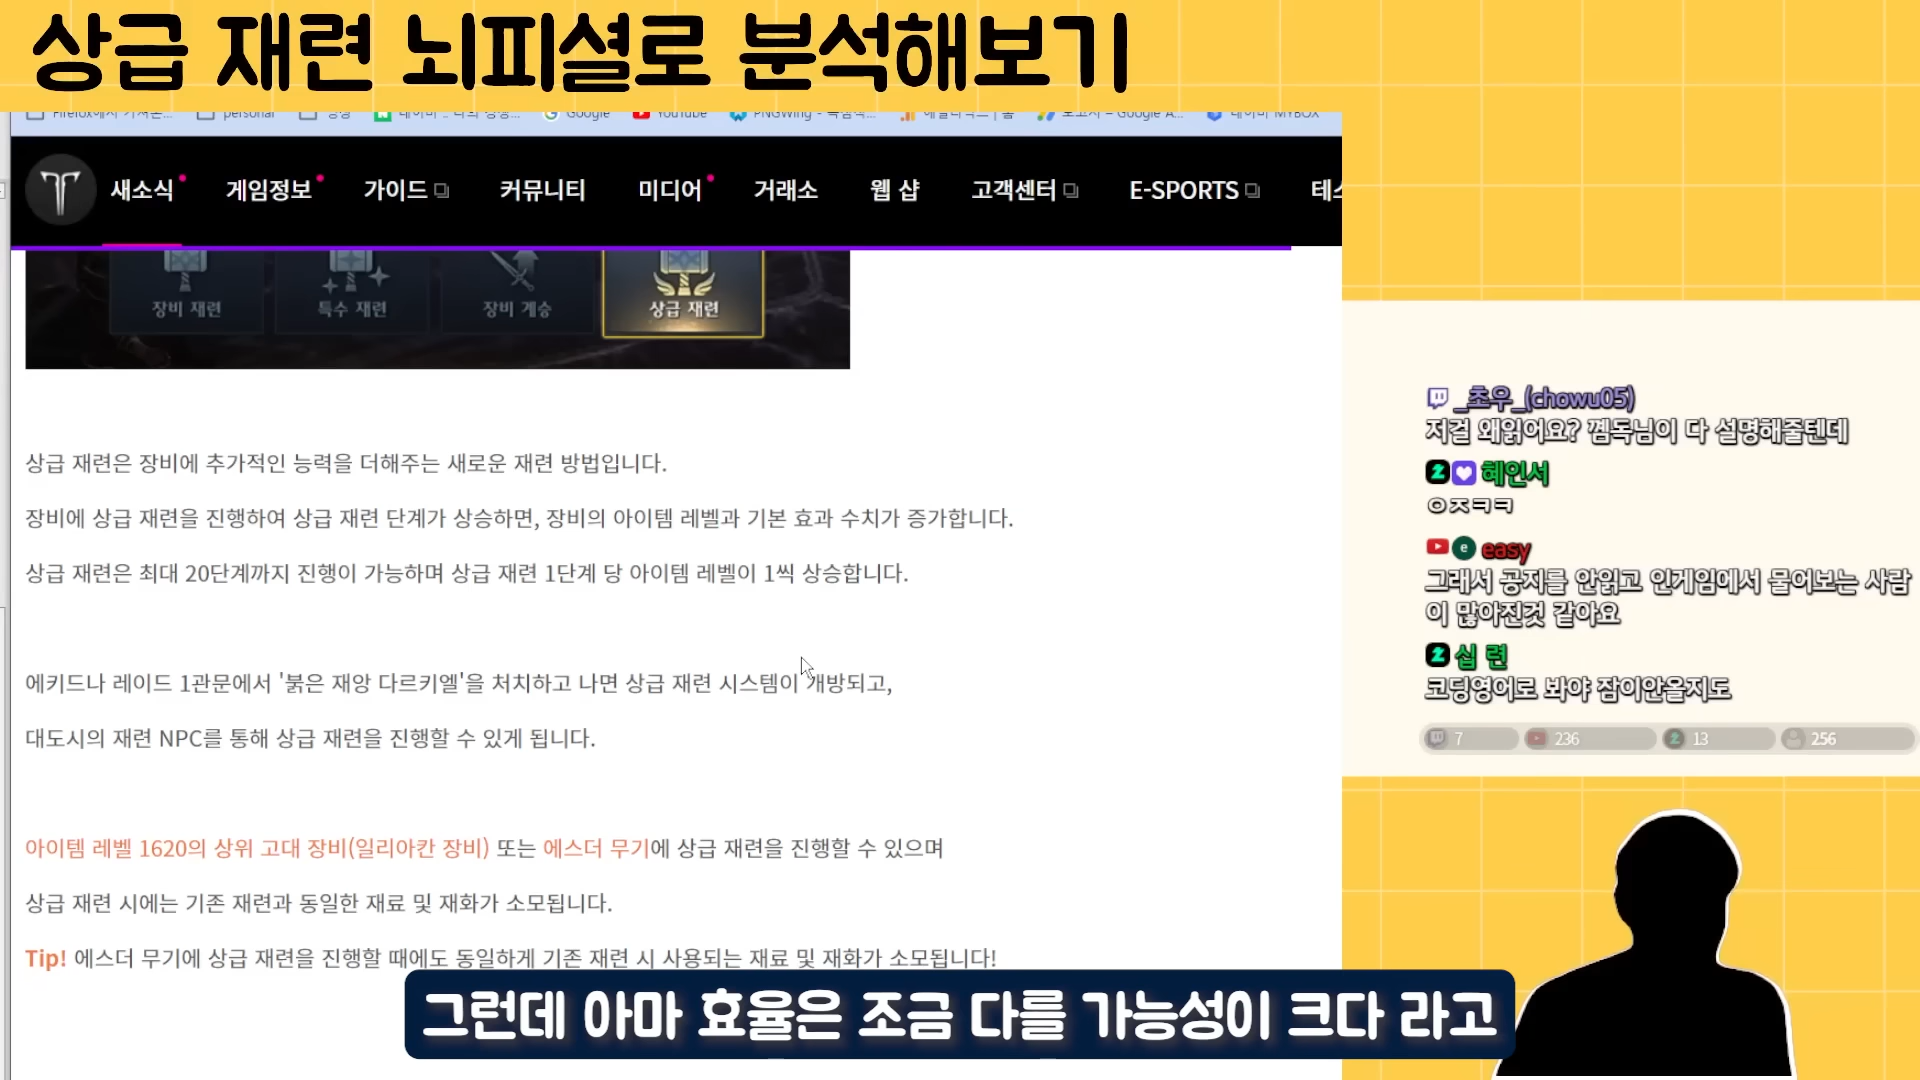 상급 재련 뇌피셜로 분석해보기
personal
Google
YouTube
새소식 게임정보 가이드 커뮤니티 미디어 거래소 웹 샵 고객센터 E-SPORTS
장비 재련 특수 재련 장비 계승 상급 재련
상급 재련은 장비에 추가적인 능력을 더해주는 새로운 재련 방법입니다.
장비에 상급 재련을 진행하여 상급 재련 단계가 상승하면, 장비의 아이템 레벨과 기본 효과 수치가 증가합니다.
상급 재련은 최대 20단계까지 진행이 가능하며 상급 재련 1단계 당 아이템 레벨이 1씩 상승합니다.
에키드나 레이드 1관문에서 '붉은 재앙 다르키엘'을 처치하고 나면 상급 재련 시스템이 개방되고,
대도시의 재련 NPC를 통해 상급 재련을 진행할 수 있게 됩니다.
아이템 레벨 1620의 상위 고대 장비(일리아칸 장비) 또는 에스더 무기에 상급 재련을 진행할 수 있으며
상급 재련 시에는 기존 재련과 동일한 재료 및 재화가 소모됩니다.
Tip! 에스더 무기에 상급 재련을 진행할 때에도 동일하게 기존 재련 시 사용되는 재료 및 재화가 소모됩니다!
_초우_(chowu05)
저걸 왜읽어요? 껨독님이 다 설명해줄텐데
혜인서
ㅇㅈㅋㅋ
easy
그래서 공지를 안읽고 인게임에서 물어보는 사람
이 많아진것 같아요
십 련
코딩영어로 봐야 잠이안올지도
7 236 13 256
그런데 아마 효율은 조금 다를 가능성이 크다 라고